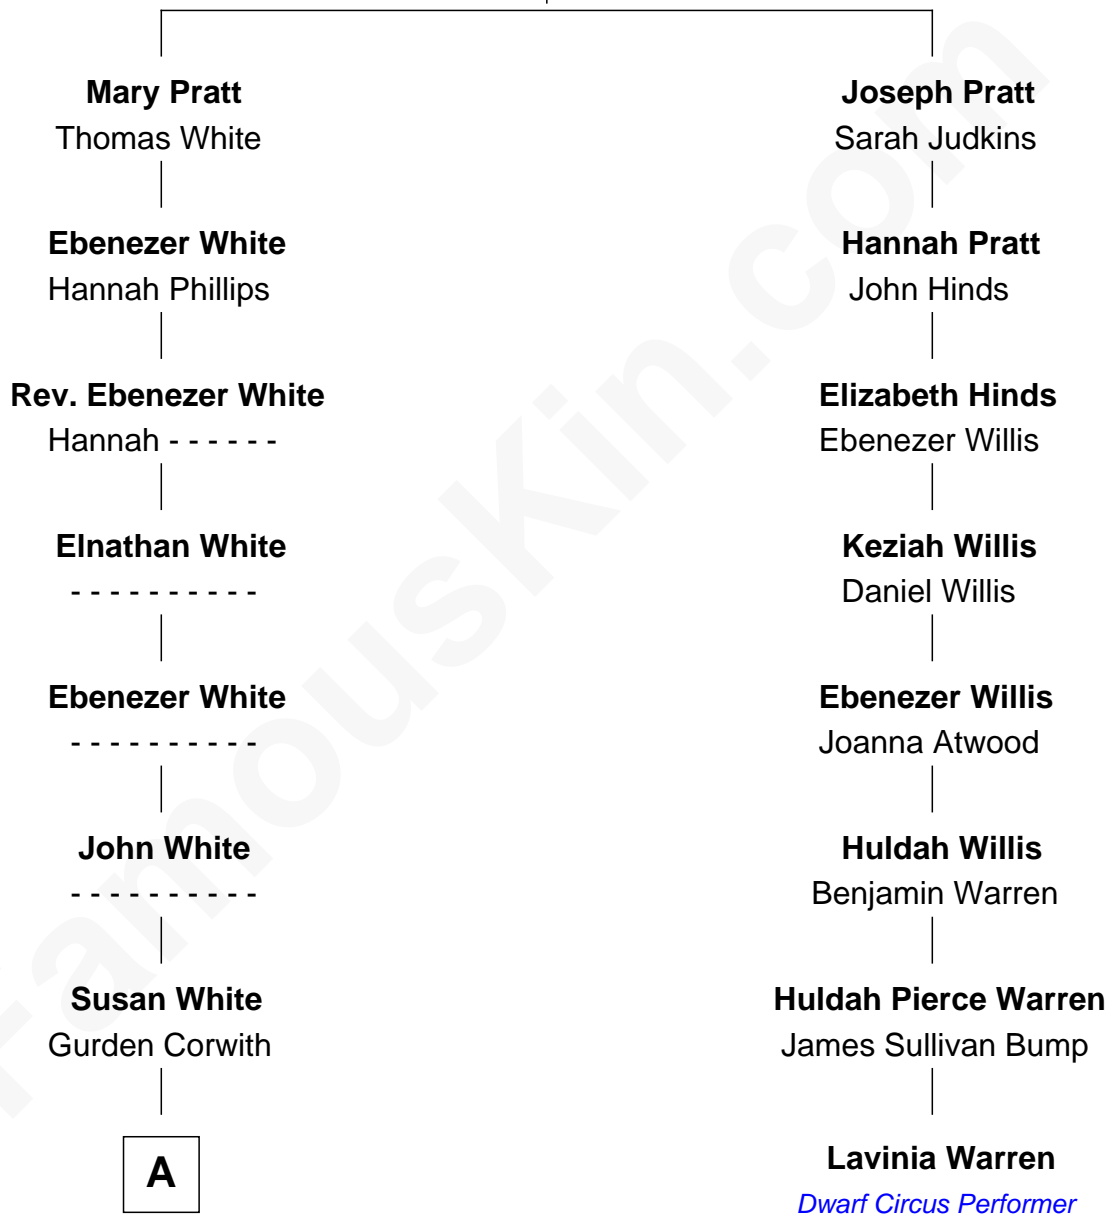 Mary Pratt
Thomas White
Joseph Pratt
Sarah Judkins
Ebenezer White
Hannah Phillips
Hannah Pratt
John Hinds
Rev. Ebenezer White
Hannah - - - - - -
Elizabeth Hinds
Ebenezer Willis
Elnathan White
- - - - - - - - - -
Keziah Willis
Daniel Willis
Ebenezer White
- - - - - - - - - -
Ebenezer Willis
Joanna Atwood
John White
- - - - - - - - - -
Huldah Willis
Benjamin Warren
Susan White
Gurden Corwith
Huldah Pierce Warren
James Sullivan Bump
A
Lavinia Warren
Dwarf Circus Performer
FamousKin.com